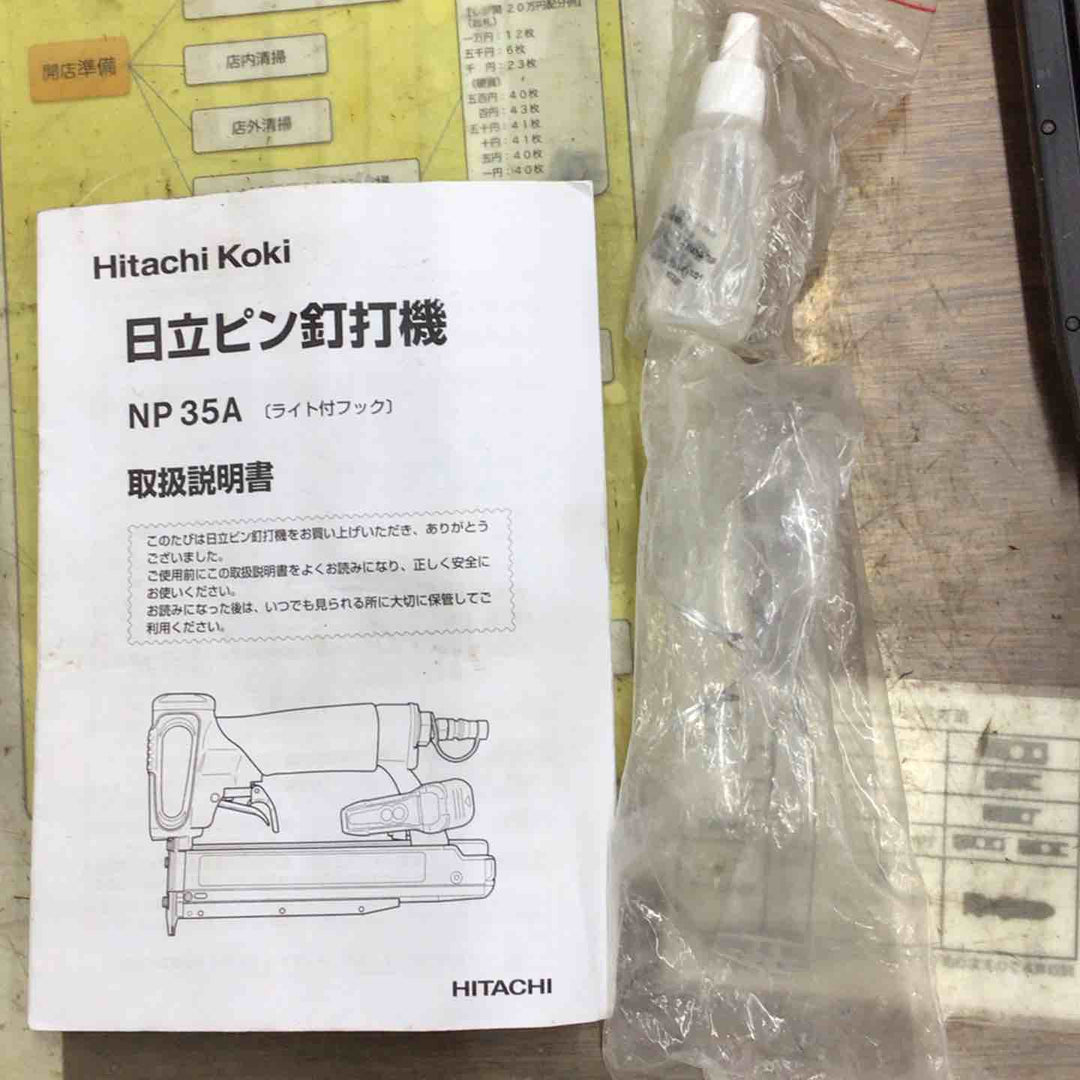 開店準備
店内清掃
店外清掃
一万円：12枚
五千円：6枚
千　円：23枚
《硬貨》
五百円：40枚
百円：43枚
五十円：41枚
十円：41枚
五円：40枚
一円：40枚
Hitachi Koki
日立ピン釘打機
NP 35A 〔ライト付フック〕
取扱説明書
このたびは日立ピン釘打機をお買い上げいただき、ありがとう
ございました。
ご使用前にこの取扱説明書をよくお読みになり、正しく安全に
お使いください。
お読みになった後は、いつでも見られる所に大切に保管してご
利用ください。
HITACHI